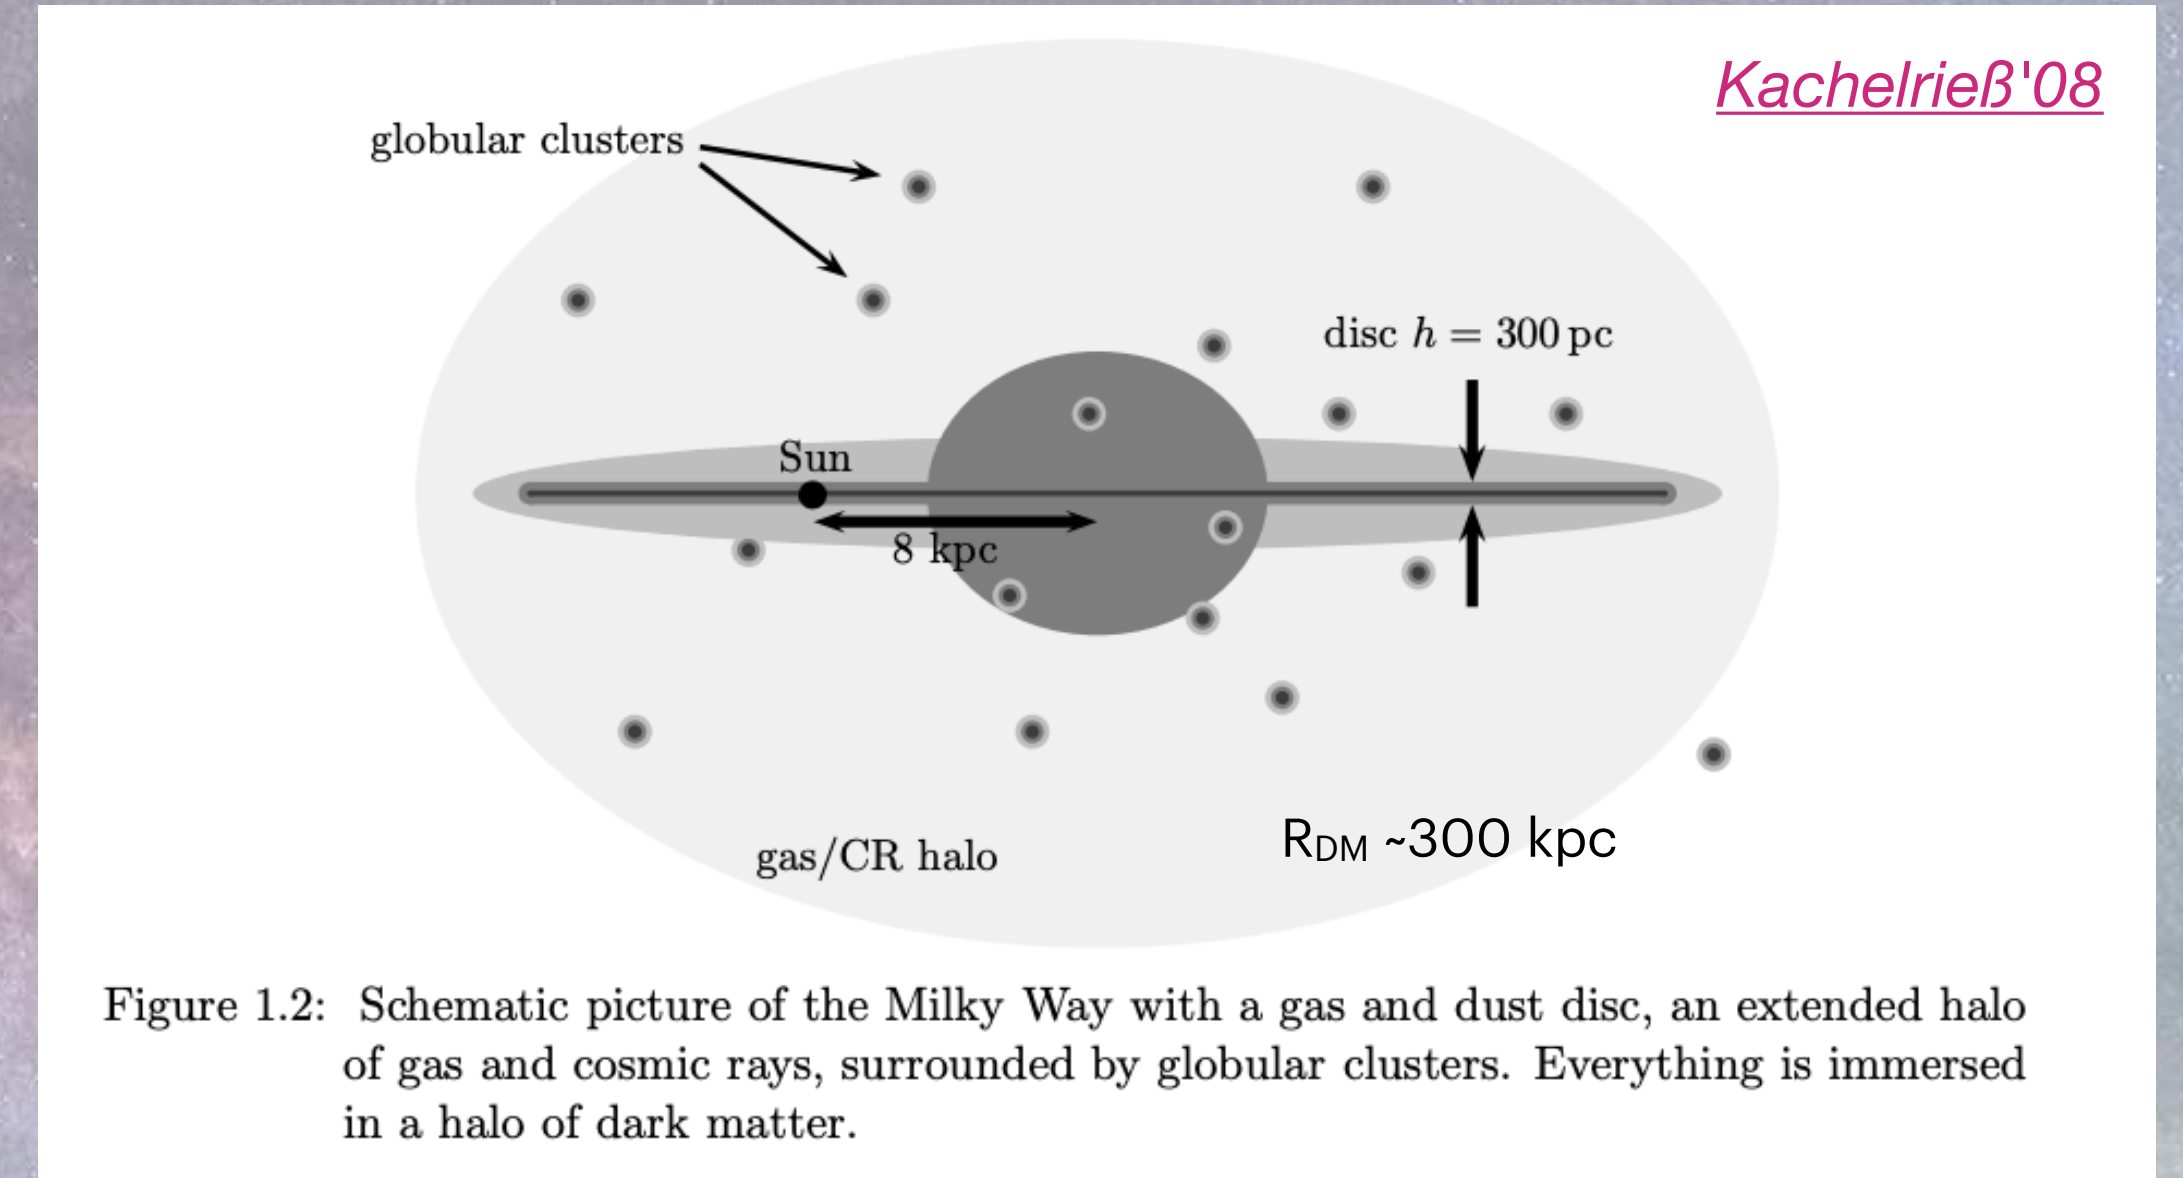 Kachelrieß'08
globular clusters
disc h = 300 pc
Sun
8 kpc
gas/CR halo
RDM ~300 kpc
Figure 1.2: Schematic picture of the Milky Way with a gas and dust disc, an extended halo
of gas and cosmic rays, surrounded by globular clusters. Everything is immersed
in a halo of dark matter.